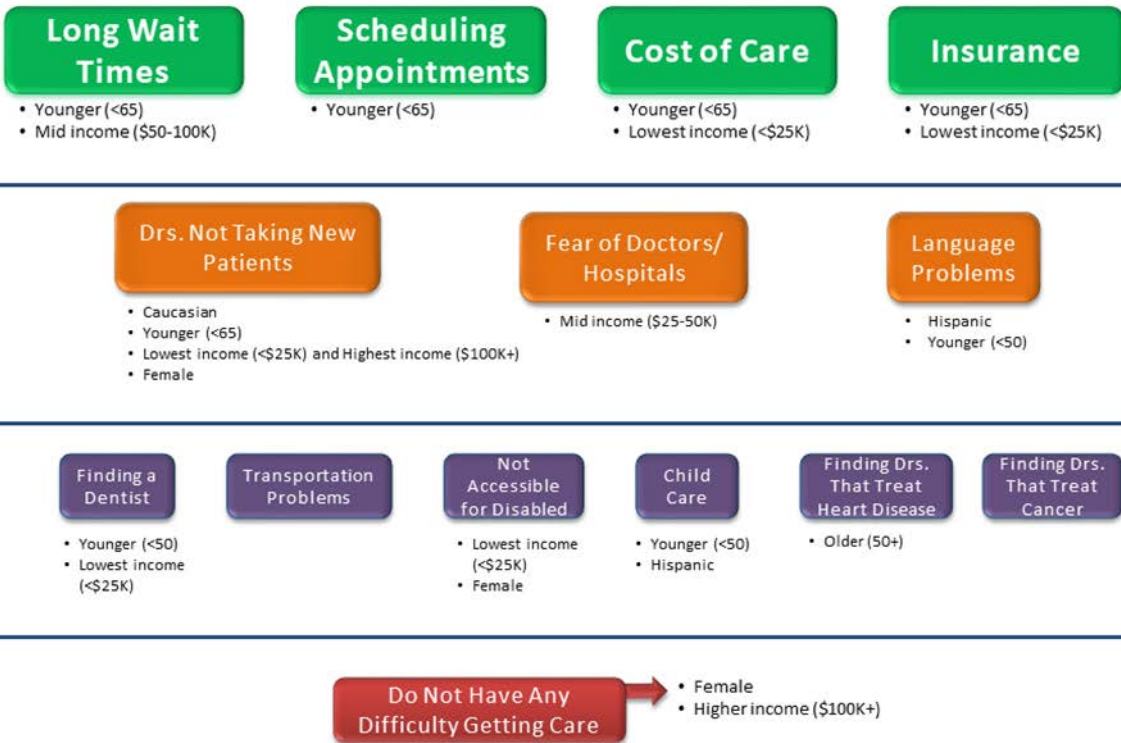 Long Wait
Times
Scheduling
Appointments
Cost of Care
Insurance
• Younger (<65)
• Mid income ($50-100K)
• Younger (<65)
• Younger (<65)
• Lowest income (<$25K)
• Younger (<65)
• Lowest income (<$25K)
Drs. Not Taking New
Patients
Fear of Doctors/
Hospitals
Language
Problems
• Caucasian
• Younger (<65)
• Lowest income (<$25K) and Highest income ($100K+)
• Female
• Mid income ($25-50K)
• Hispanic
• Younger (<50)
Finding a
Dentist
Transportation
Problems
Not
Accessible
for Disabled
Child
Care
Finding Drs.
That Treat
Heart Disease
Finding Drs.
That Treat
Cancer
• Younger (<50)
• Lowest income
(<$25K)
• Lowest income
(<$25K)
• Female
• Younger (<50)
• Hispanic
• Older (50+)
Do Not Have Any
Difficulty Getting Care
• Female
• Higher income ($100K+)